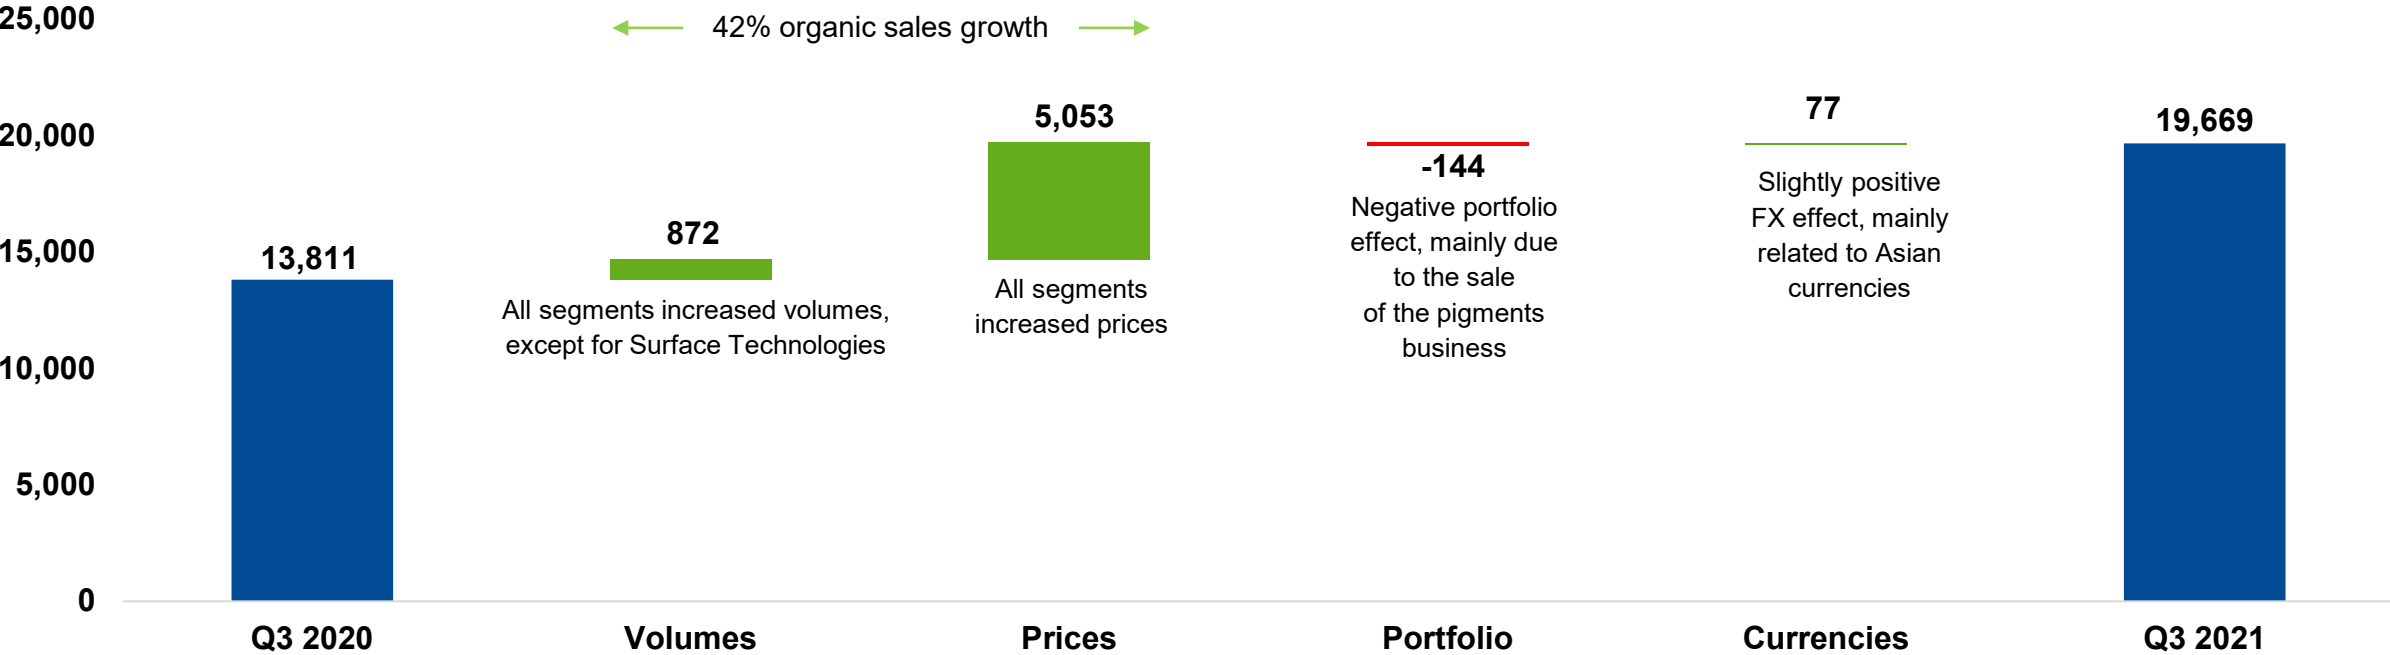 25,000
42% organic sales growth
20,000
15,000
10,000
5,000
0
13,811
872
All segments increased volumes,
except for Surface Technologies
5,053
All segments
increased prices
-144
Negative portfolio
effect, mainly due
to the sale
of the pigments
business
77
Slightly positive
FX effect, mainly
related to Asian
currencies
19,669
Q3 2020
Volumes
Prices
Portfolio
Currencies
Q3 2021